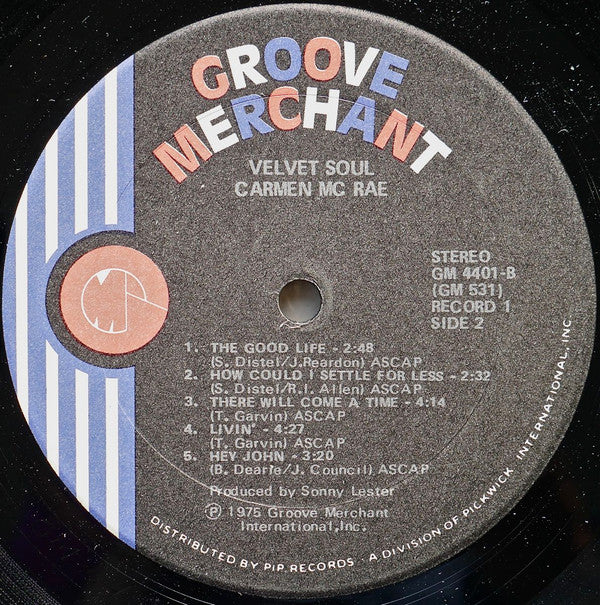 GROOVE
MERCHANT
VELVET SOUL
CARMEN MC RAE
STEREO
GM 4401-B
(GM 531)
RECORD 1
SIDE 2
1. THE GOOD LIFE - 2:48
(S. Distel/J.Reardon) ASCAP
2. HOW COULD I SETTLE FOR LESS - 2:32
(S. Distel/R.I. Allen) ASCAP
3. THERE WILL COME A TIME - 4:14
(T. Garvin) ASCAP
4. LIVIN' - 4:27
(T. Garvin) ASCAP
5. HEY JOHN - 3:20
(B. Dearie/J. Council) ASCAP
Produced by Sonny Lester
℗ 1975 Groove Merchant
International,Inc.
DISTRIBUTED BY PIP RECORDS · A DIVISION OF PICKWICK INTERNATIONAL, INC.